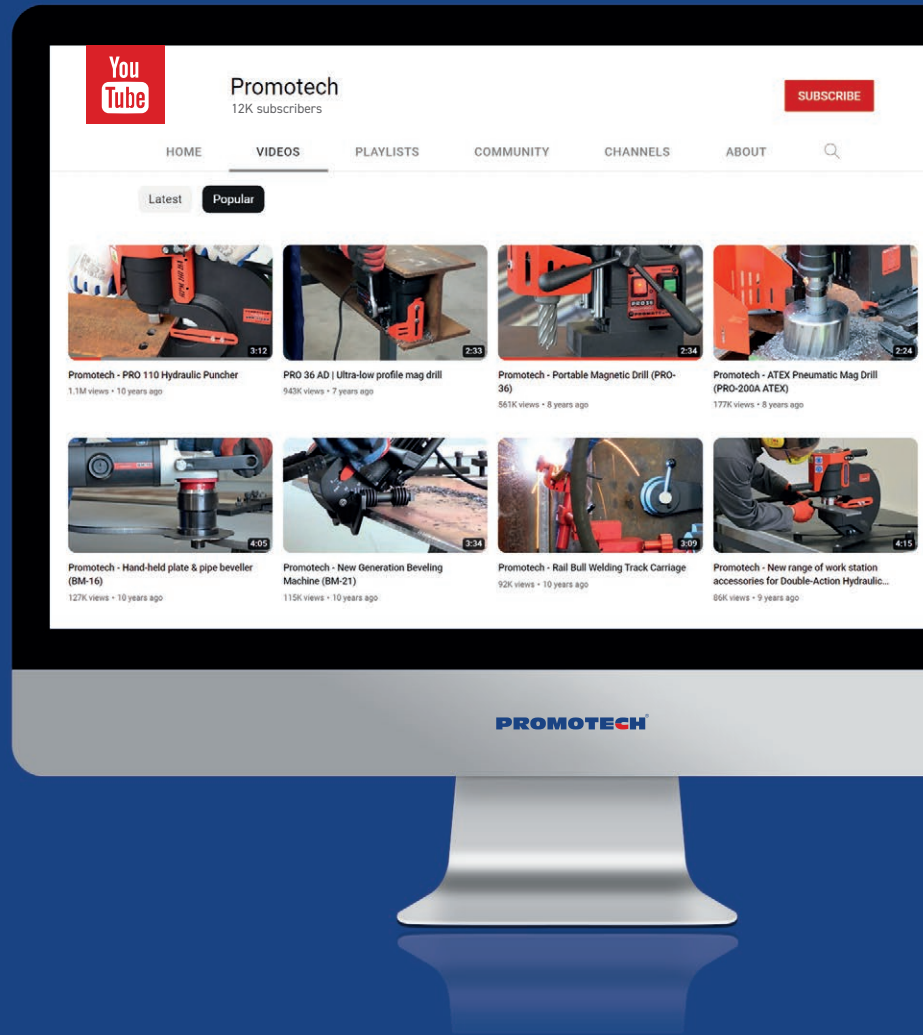 You
Tube
Promotech
12K subscribers
SUBSCRIBE
HOME VIDEOS PLAYLISTS COMMUNITY CHANNELS ABOUT
Latest Popular
3:12 2:33 2:34 2:24
Promotech - PRO 110 Hydraulic Puncher
1.1M views • 10 years ago
PRO 36 AD | Ultra-low profile mag drill
943K views • 7 years ago
Promotech - Portable Magnetic Drill (PRO-
36)
561K views • 8 years ago
Promotech - ATEX Pneumatic Mag Drill
(PRO-200A ATEX)
177K views • 8 years ago
4:05 3:34 3:09 4:15
Promotech - Hand-held plate & pipe beveller
(BM-16)
127K views • 10 years ago
Promotech - New Generation Beveling
Machine (BM-21)
115K views • 10 years ago
Promotech - Rail Bull Welding Track Carriage
92K views • 10 years ago
Promotech - New range of work station
accessories for Double-Action Hydraulic...
86K views • 9 years ago
PROMOTECH®